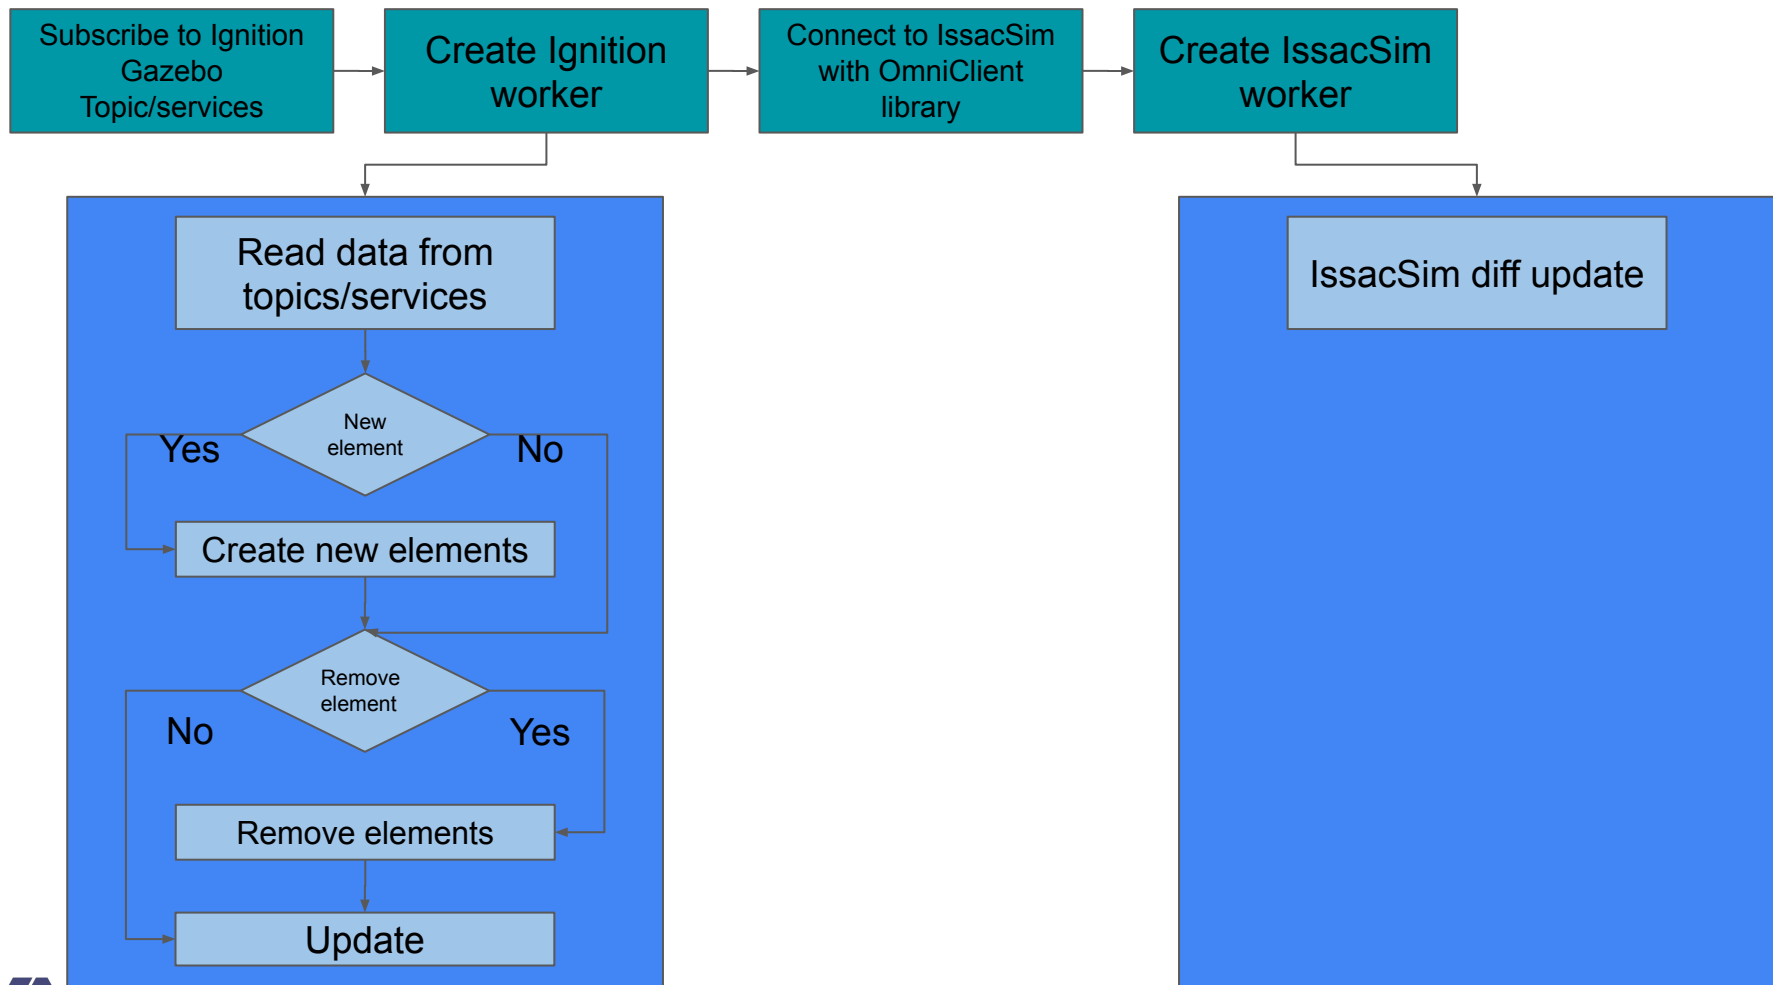 Subscribe to Ignition
Gazebo
Topic/services
Create Ignition
worker
Connect to IssacSim
with OmniClient
library
Create IssacSim
worker
Read data from
topics/services
IssacSim diff update
New
element
Yes
No
Create new elements
Remove
element
No
Yes
Remove elements
Update